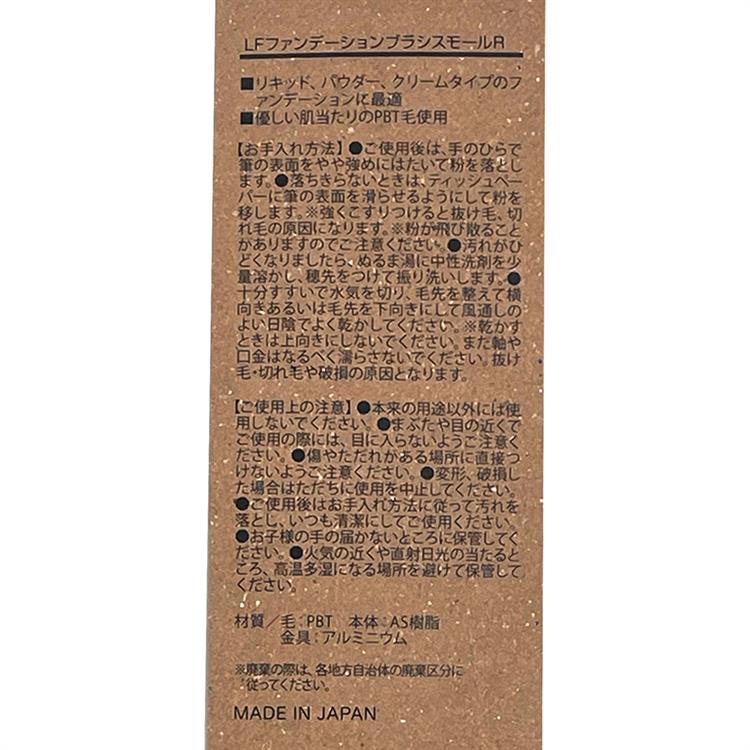 LFファンデーションブラシスモールR
■リキッド、パウダー、クリームタイプのフ
ァンデーションに最適
■優しい肌当たりのPBT毛使用
【お手入れ方法】●ご使用後は、手のひらで
筆の表面をやや強めにはたいて粉を落とし
ます。●落ちきらないときは、ティッシュペー
パーに筆の表面を滑らせるようにして粉を
移します。※強くこすりつけると抜け毛、切
れ毛の原因になります。※粉が飛び散ること
がありますのでご注意ください。●汚れがひ
どくなりましたら、ぬるま湯に中性洗剤を少
量溶かし、穂先をつけて振り洗いします。●
十分すすいで水気を切り、毛先を整えて横
向きあるいは毛先を下向きにして風通しの
よい日陰でよく乾かしてください。※乾かす
ときは上向きにしないでください。また軸や
口金はなるべく濡らさないでください。抜け
毛・切れ毛や破損の原因となります。
【ご使用上の注意】●本来の用途以外には使
用しないでください。●まぶたや目の近くで
ご使用の際には、目に入らないようご注意く
ださい。●傷やただれがある場所に直接つ
けないようご注意ください。●変形、破損し
た場合はただちに使用を中止してください。
●ご使用後はお手入れ方法に従って汚れを
落とし、いつも清潔にしてご使用ください。
●お子様の手の届かないところに保管してく
ださい。●火気の近くや直射日光の当たると
ころ、高温多湿になる場所を避けて保管して
ください。
材質／毛：PBT 本体：AS樹脂
金具：アルミニウム
※廃棄の際は、各地方自治体の廃棄区分に
従ってください。
MADE IN JAPAN